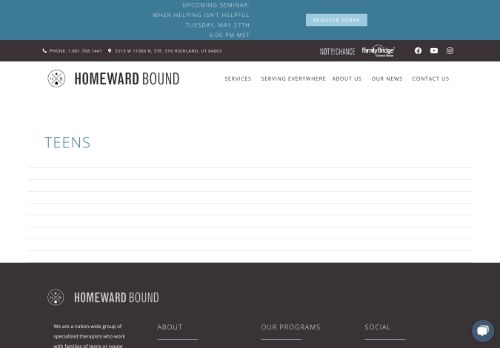 UPCOMING SEMINAR:
WHEN HELPING ISN'T HELPFUL
TUESDAY, MAY 27TH
6:00 PM MST
REGISTER TODAY
PHONE: 1.801.768.1441
5513 W 11000 N, STE. 316 HIGHLAND, UT 84003
NOT BY CHANCE
FamilyBridge
HOMEWARD BOUND
SERVICES
SERVING EVERYWHERE
ABOUT US
OUR NEWS
CONTACT US
TEENS
HOMEWARD BOUND
We are a nation-wide group of
specialized therapists who work
with families of teens or young
ABOUT
OUR PROGRAMS
SOCIAL